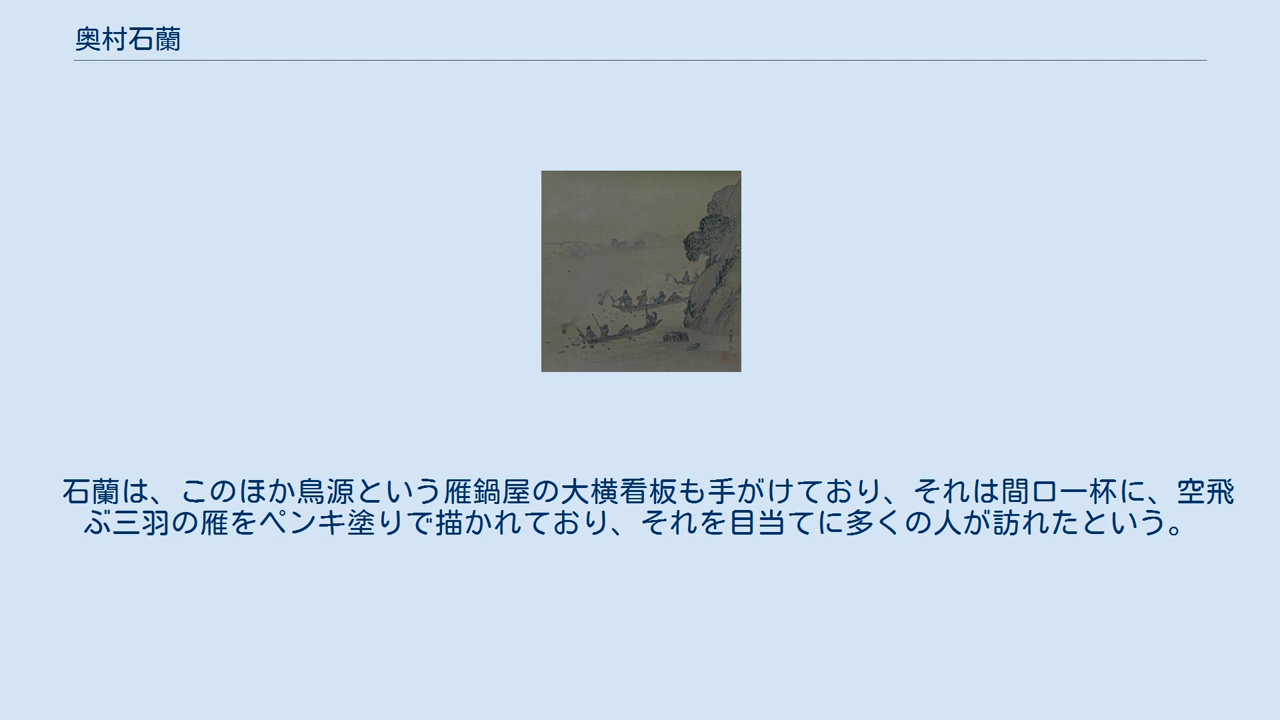 奥村石蘭
石蘭は、このほか鳥源という雁鍋屋の大横看板も手がけており、それは間口一杯に、空飛
ぶ三羽の雁をペンキ塗りで描かれており、それを目当てに多くの人が訪れたという。